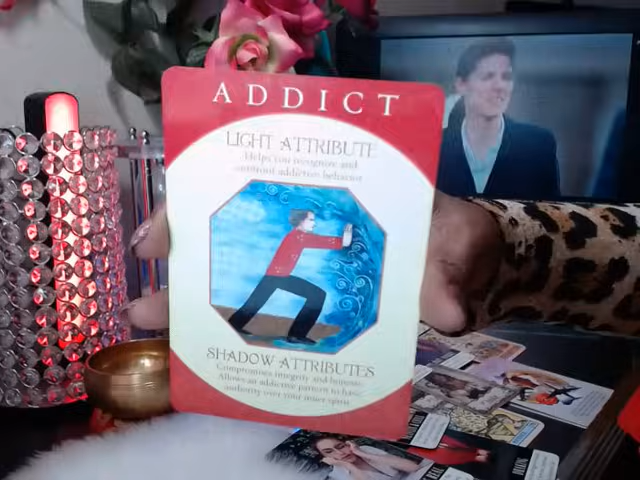 ADDICT
LIGHT ATTRIBUTE
Helps you recognize and
confront addictive behavior
SHADOW ATTRIBUTES
Compromises integrity and honesty.
Allows an addictive pattern to have
authority over your inner spirit